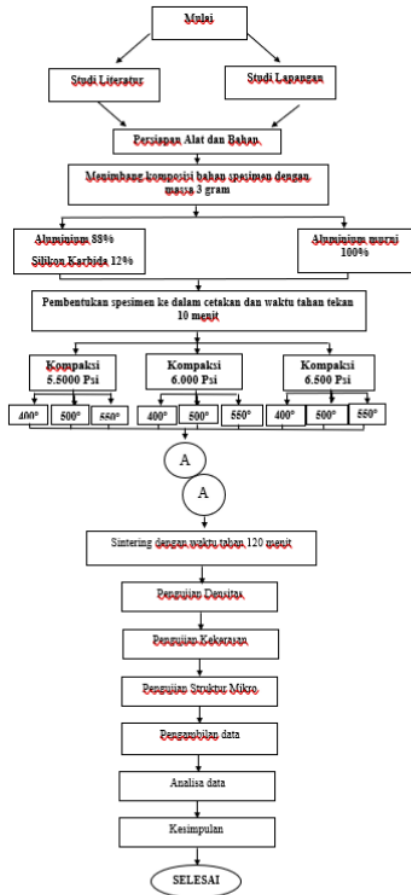 Mulai
Studi Literatur
Studi Lapangan
Persiapan Alat dan Bahan
Menimbang komposisi bahan spesimen dengan
massa 3 gram
Aluminium 88%
Silikon Karbida 12%
Aluminium murni
100%
Pembentukan spesimen ke dalam cetakan dan waktu tahan tekan
10 menit
Kompaksi
5.5000 Psi
Kompaksi
6.000 Psi
Kompaksi
6.500 Psi
400° 500° 550° 400° 500° 550° 400° 500° 550°
A
A
Sintering dengan waktu tahan 120 menit
Pengujian Densitas
Pengujian Kekerasan
Pengujian Struktur Mikro
Pengambilan data
Analisa data
Kesimpulan
SELESAI